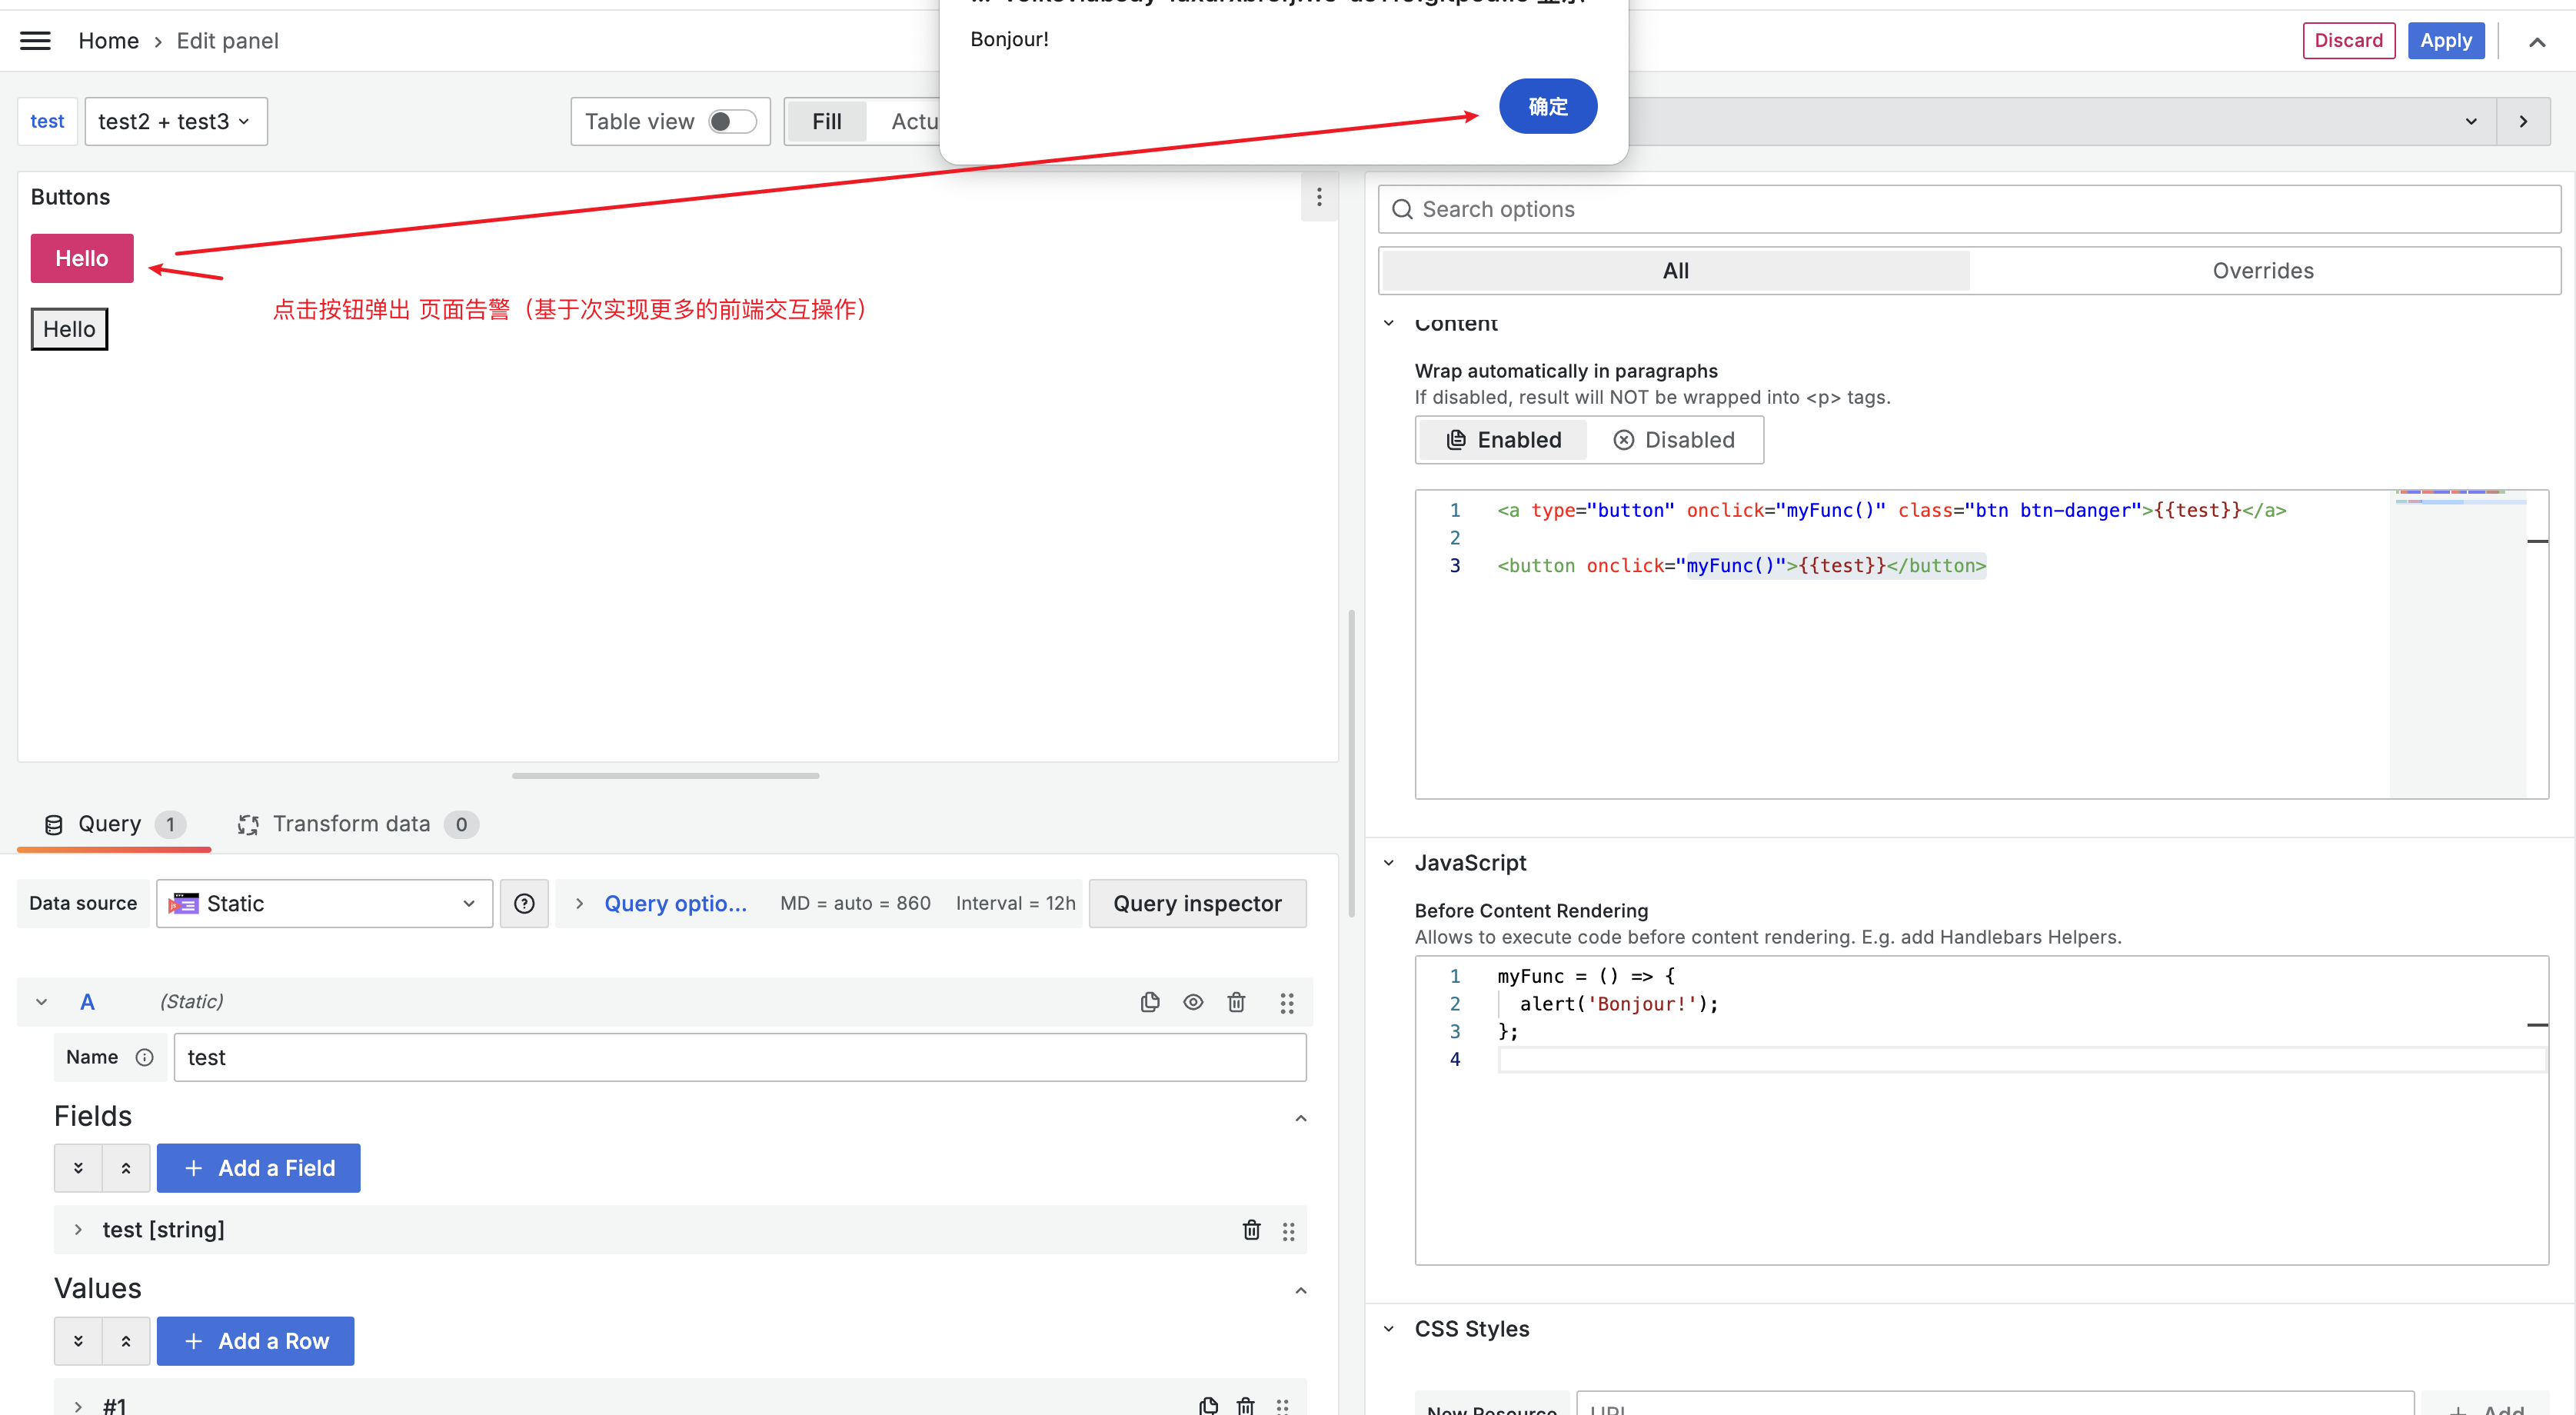 Bonjour!
确定
Home › Edit panel
Discard
Apply
test
test2 + test3
Table view
Fill
Actu
Buttons
Hello
Hello
点击按钮弹出 页面告警（基于次实现更多的前端交互操作）
Search options
All
Overrides
Content
Wrap automatically in paragraphs
If disabled, result will NOT be wrapped into <p> tags.
Enabled
Disabled
1 <a type="button" onclick="myFunc()" class="btn btn-danger">{{test}}</a>
2
3 <button onclick="myFunc()">{{test}}</button>
Query 1
Transform data 0
Data source
Static
Query optio...
MD = auto = 860
Interval = 12h
Query inspector
A
(Static)
Name
test
Fields
+ Add a Field
test [string]
Values
+ Add a Row
#1
JavaScript
Before Content Rendering
Allows to execute code before content rendering. E.g. add Handlebars Helpers.
1 myFunc = () => {
2 alert('Bonjour!');
3 };
4
CSS Styles
New Resource
URL
+ Add